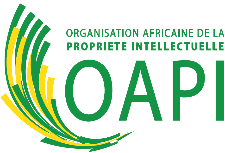 ORGANISATION AFRICAINE DE LA
PROPRIETE INTELLECTUELLE
OAPI